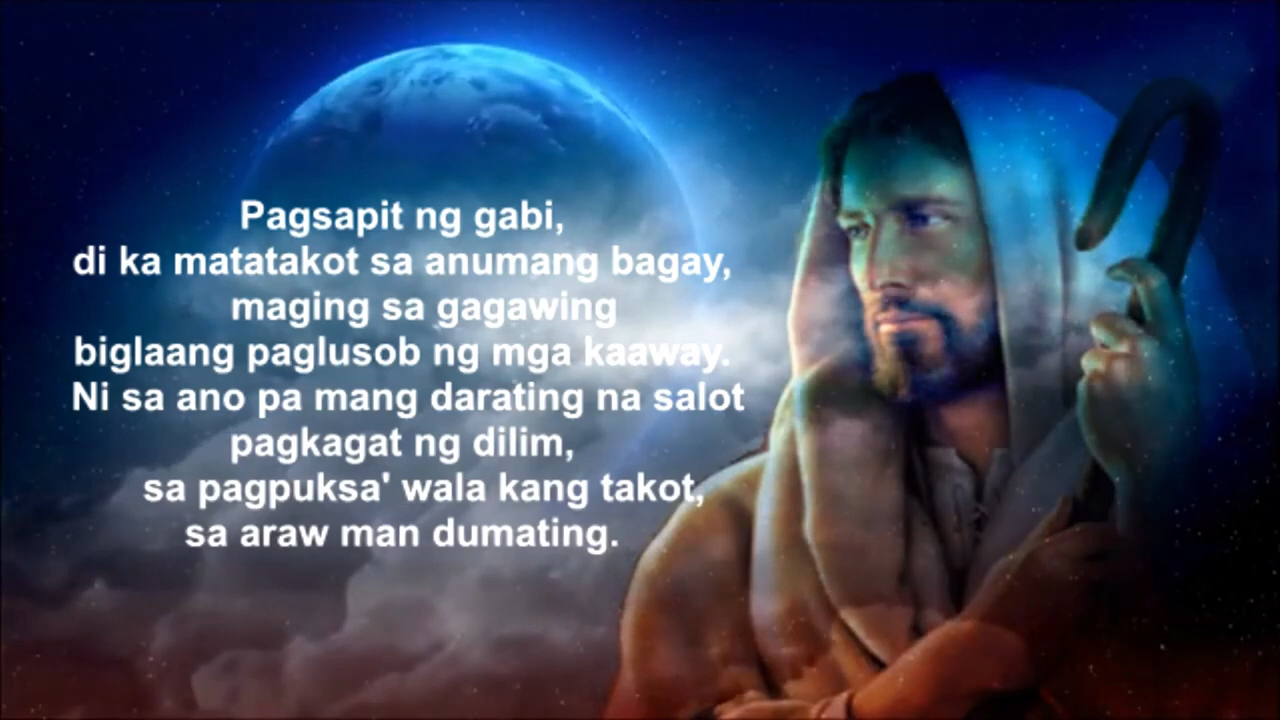 Pagsapit ng gabi,
di ka matatakot sa anumang bagay,
maging sa gagawing
biglaang paglusob ng mga kaaway.
Ni sa ano pa mang darating na salot
pagkagat ng dilim,
sa pagpuksa' wala kang takot,
sa araw man dumating.